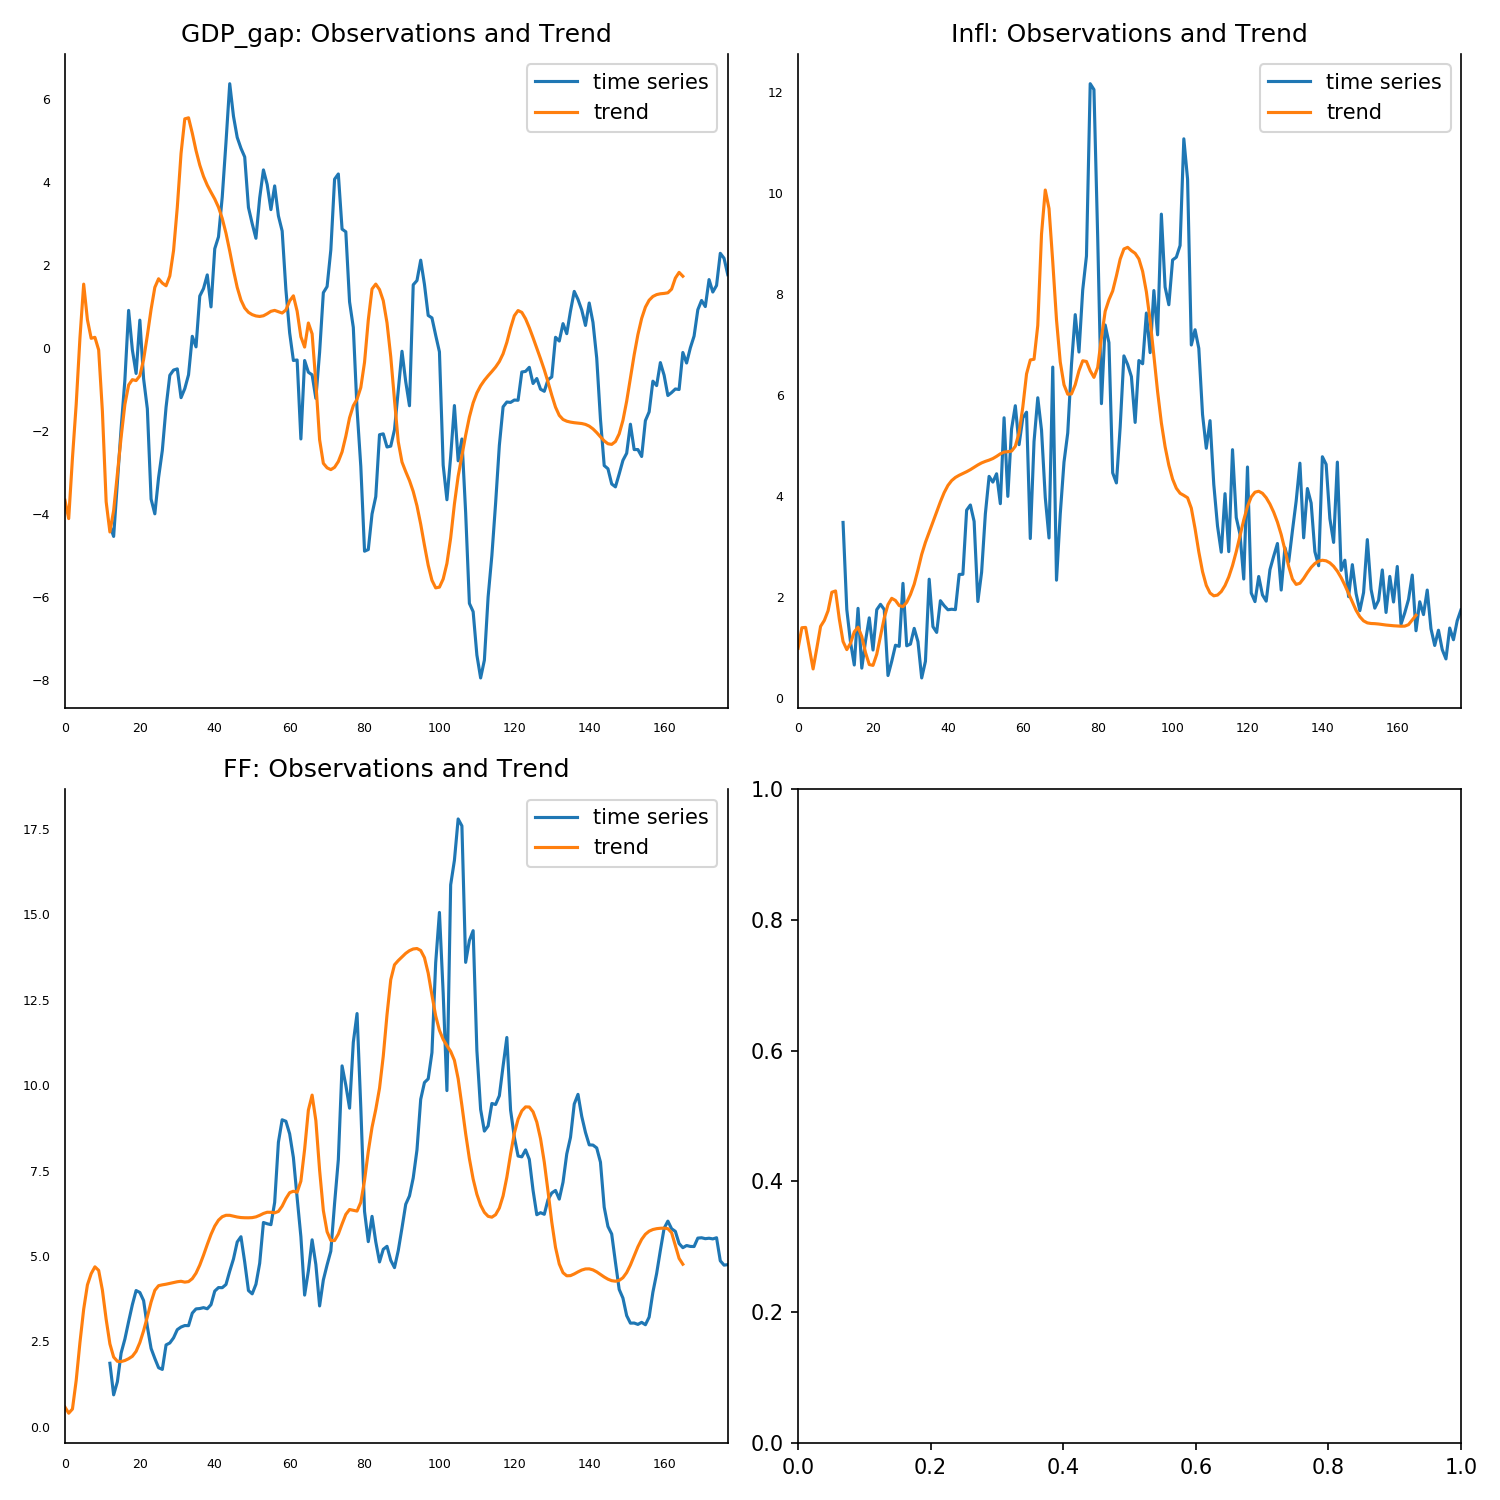 GDP_gap: Observations and Trend
time series
trend
6
4
2
0
−2
−4
−6
−8
0 20 40 60 80 100 120 140 160
Infl: Observations and Trend
time series
trend
12
10
8
6
4
2
0
0 20 40 60 80 100 120 140 160
FF: Observations and Trend
time series
trend
17.5
15.0
12.5
10.0
7.5
5.0
2.5
0.0
0 20 40 60 80 100 120 140 160
1.0
0.8
0.6
0.4
0.2
0.0
0.0 0.2 0.4 0.6 0.8 1.0